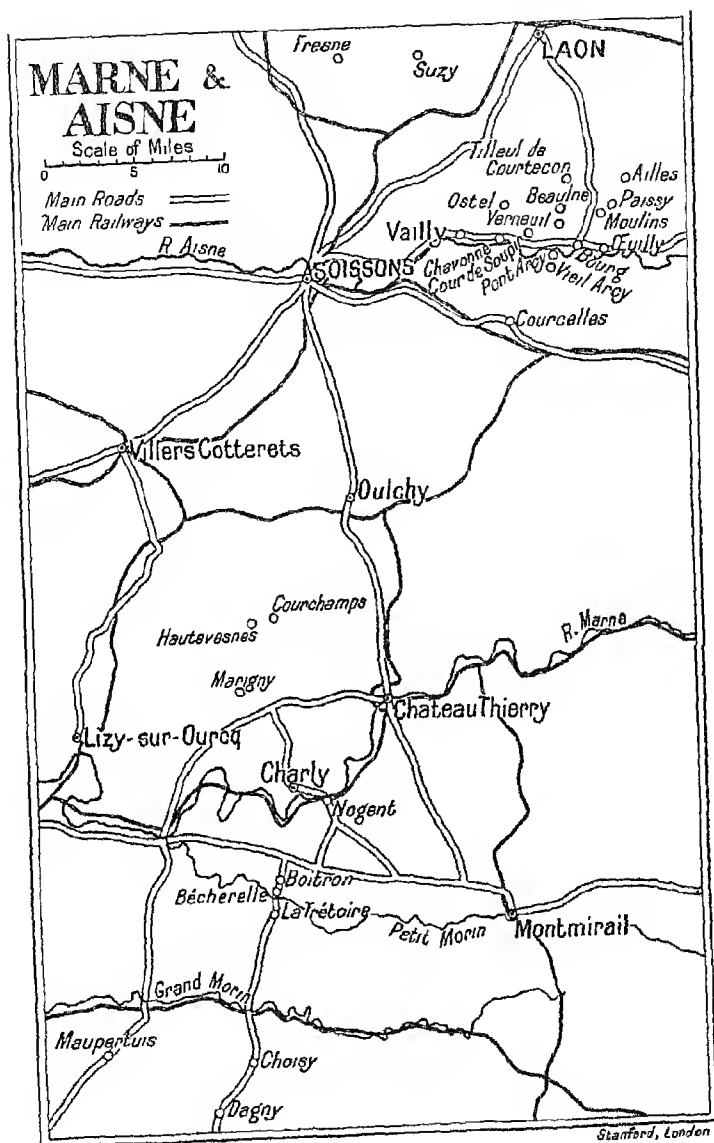 MARNE &
AISNE
Scale of Miles
0 5 10
Main Roads
Main Railways
Fresne
Suzy
LAON
Tilleul de
Courtecon
Ailles
Ostel
Beaulne
Paissy
Verneuil
Moulins
Vailly
Œuilly
R. Aisne
Chavonne
Cour de Soupir
Pont Arcy
Vieil Arcy
Bourg
SOISSONS
Courcelles
Villers Cotterets
Oulchy
Courchamps
Hautevesnes
R. Marne
Marigny
Chateau Thierry
Lizy-sur-Ourcq
Charly
Nogent
Boitron
Bécherelle
La Trétoire
Petit Morin
Montmirail
Grand Morin
Maupertuis
Choisy
Dagny
Stanford, London